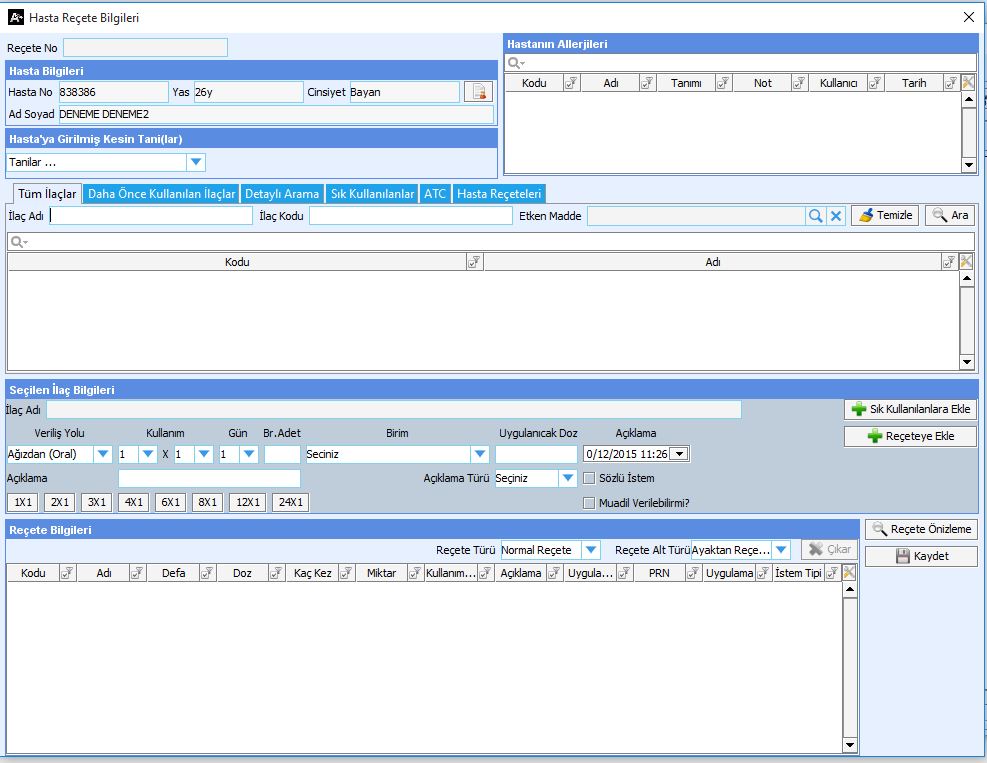 Hasta Reçete Bilgileri
Reçete No
Hasta Bilgileri
Hasta No 838386 Yas 26y Cinsiyet Bayan
Ad Soyad DENEME DENEME2
Hasta'ya Girilmiş Kesin Tani(lar)
Tanilar ...
Hastanın Allerjileri
Kodu Adı Tanımı Not Kullanıcı Tarih
Tüm İlaçlar Daha Önce Kullanılan İlaçlar Detaylı Arama Sık Kullanılanlar ATC Hasta Reçeteleri
İlaç Adı İlaç Kodu Etken Madde Temizle Ara
Kodu Adı
Seçilen İlaç Bilgileri
İlaç Adı Sık Kullanılanlara Ekle
Veriliş Yolu Kullanım Gün Br.Adet Birim Uygulanıcak Doz Açıklama Reçeteye Ekle
Ağızdan (Oral) 1 X 1 1 Seciniz 0/12/2015 11:26
Açıklama Açıklama Türü Seçiniz Sözlü İstem
1X1 2X1 3X1 4X1 6X1 8X1 12X1 24X1 Muadil Verilebilirmi?
Reçete Bilgileri Reçete Önizleme
Reçete Türü Normal Reçete Reçete Alt Türü Ayaktan Reçe... Çıkar Kaydet
Kodu Adı Defa Doz Kaç Kez Miktar Kullanım... Açıklama Uygula... PRN Uygulama İstem Tipi